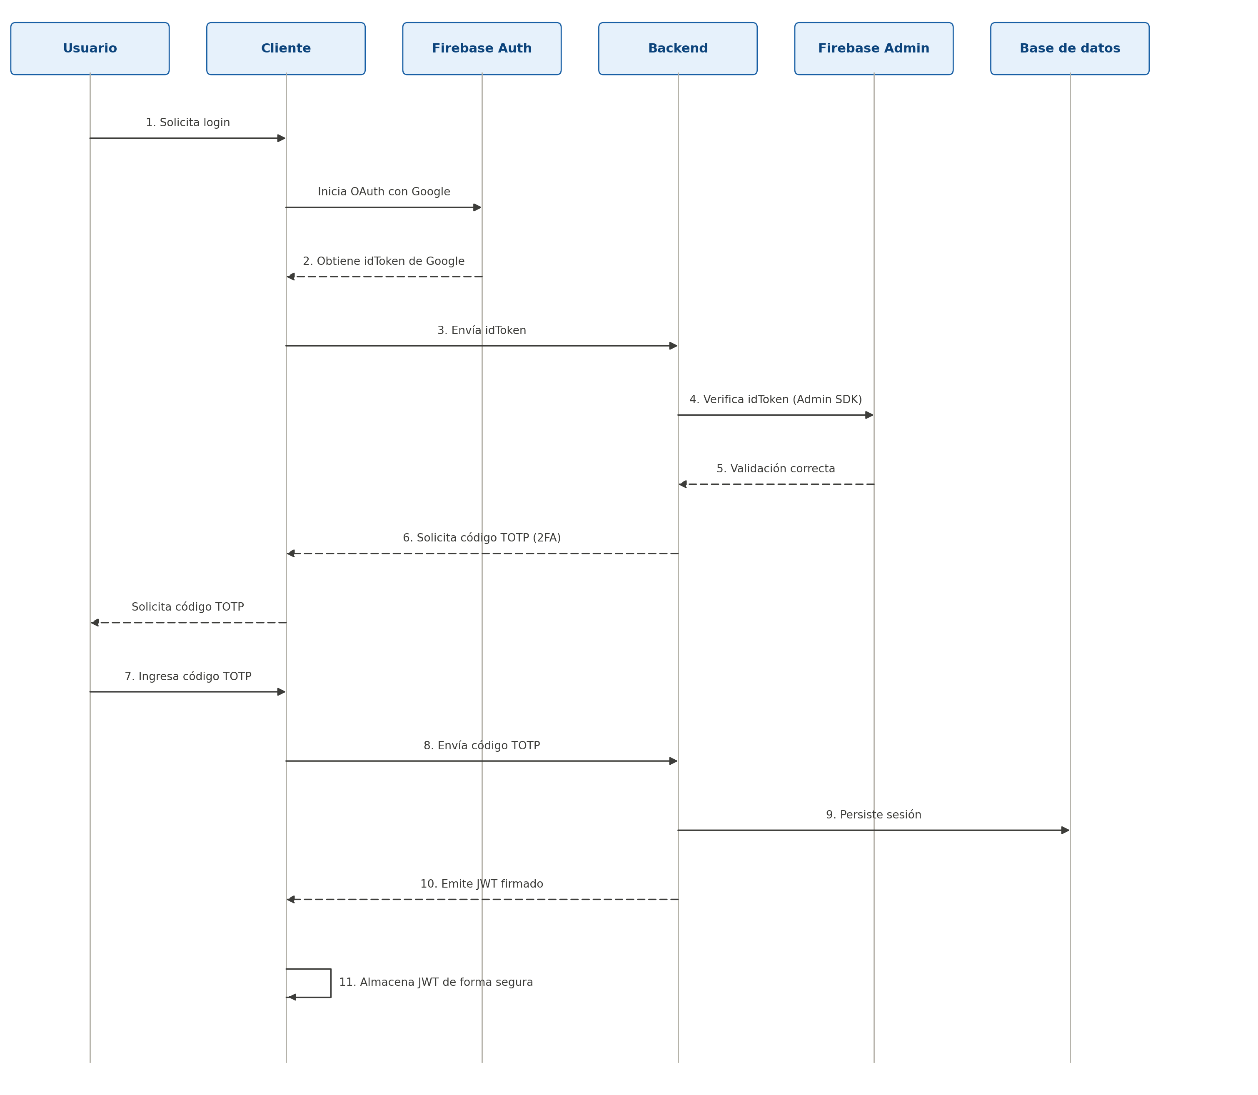 Usuario
Cliente
Firebase Auth
Backend
Firebase Admin
Base de datos
1. Solicita login
Inicia OAuth con Google
2. Obtiene idToken de Google
3. Envía idToken
4. Verifica idToken (Admin SDK)
5. Validación correcta
6. Solicita código TOTP (2FA)
Solicita código TOTP
7. Ingresa código TOTP
8. Envía código TOTP
9. Persiste sesión
10. Emite JWT firmado
11. Almacena JWT de forma segura